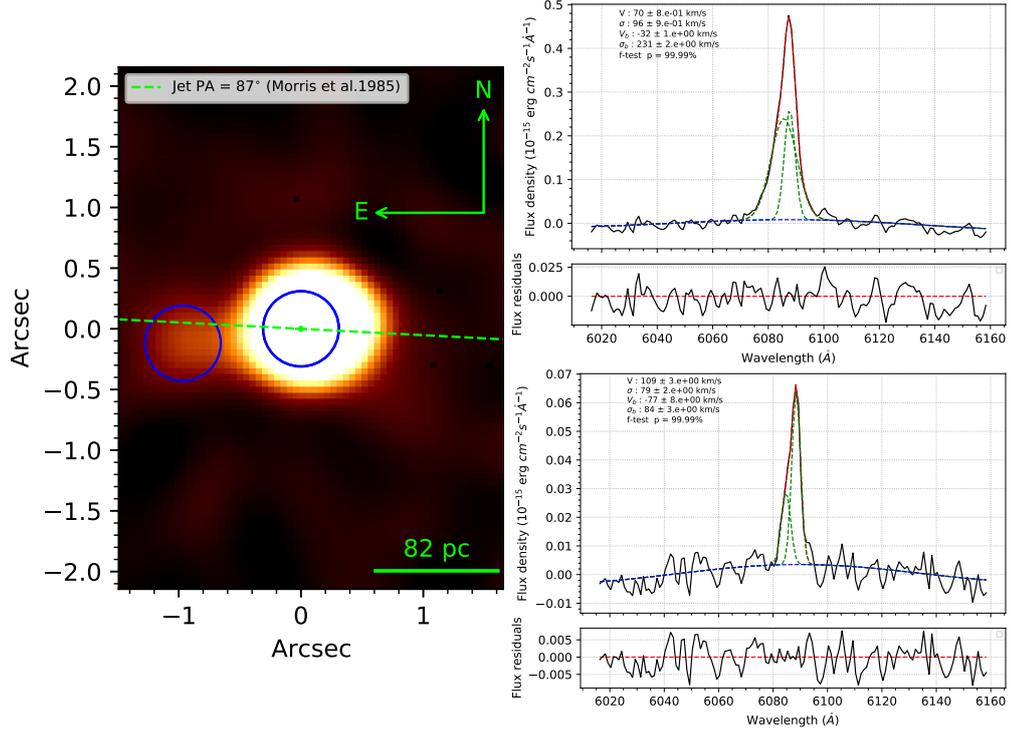 Jet PA = 87° (Morris et al.1985)
N
E
82 pc
2.0
1.5
1.0
0.5
0.0
−0.5
−1.0
−1.5
−2.0
Arcsec
−1
0
1
Arcsec
V : 70 ± 8.e-01 km/s
σ : 96 ± 9.e-01 km/s
V_b : -32 ± 1.e+00 km/s
σ_b : 231 ± 2.e+00 km/s
f-test p = 99.99%
0.5
0.4
0.3
0.2
0.1
0.0
Flux density (10⁻¹⁵ erg cm⁻²s⁻¹Å⁻¹)
0.025
0.000
Flux residuals
6020 6040 6060 6080 6100 6120 6140 6160
Wavelength (Å)
V : 109 ± 3.e+00 km/s
σ : 79 ± 2.e+00 km/s
V_b : -77 ± 8.e+00 km/s
σ_b : 84 ± 3.e+00 km/s
f-test p = 99.99%
0.07
0.06
0.05
0.04
0.03
0.02
0.01
0.00
−0.01
Flux density (10⁻¹⁵ erg cm⁻²s⁻¹Å⁻¹)
0.005
0.000
−0.005
Flux residuals
6020 6040 6060 6080 6100 6120 6140 6160
Wavelength (Å)